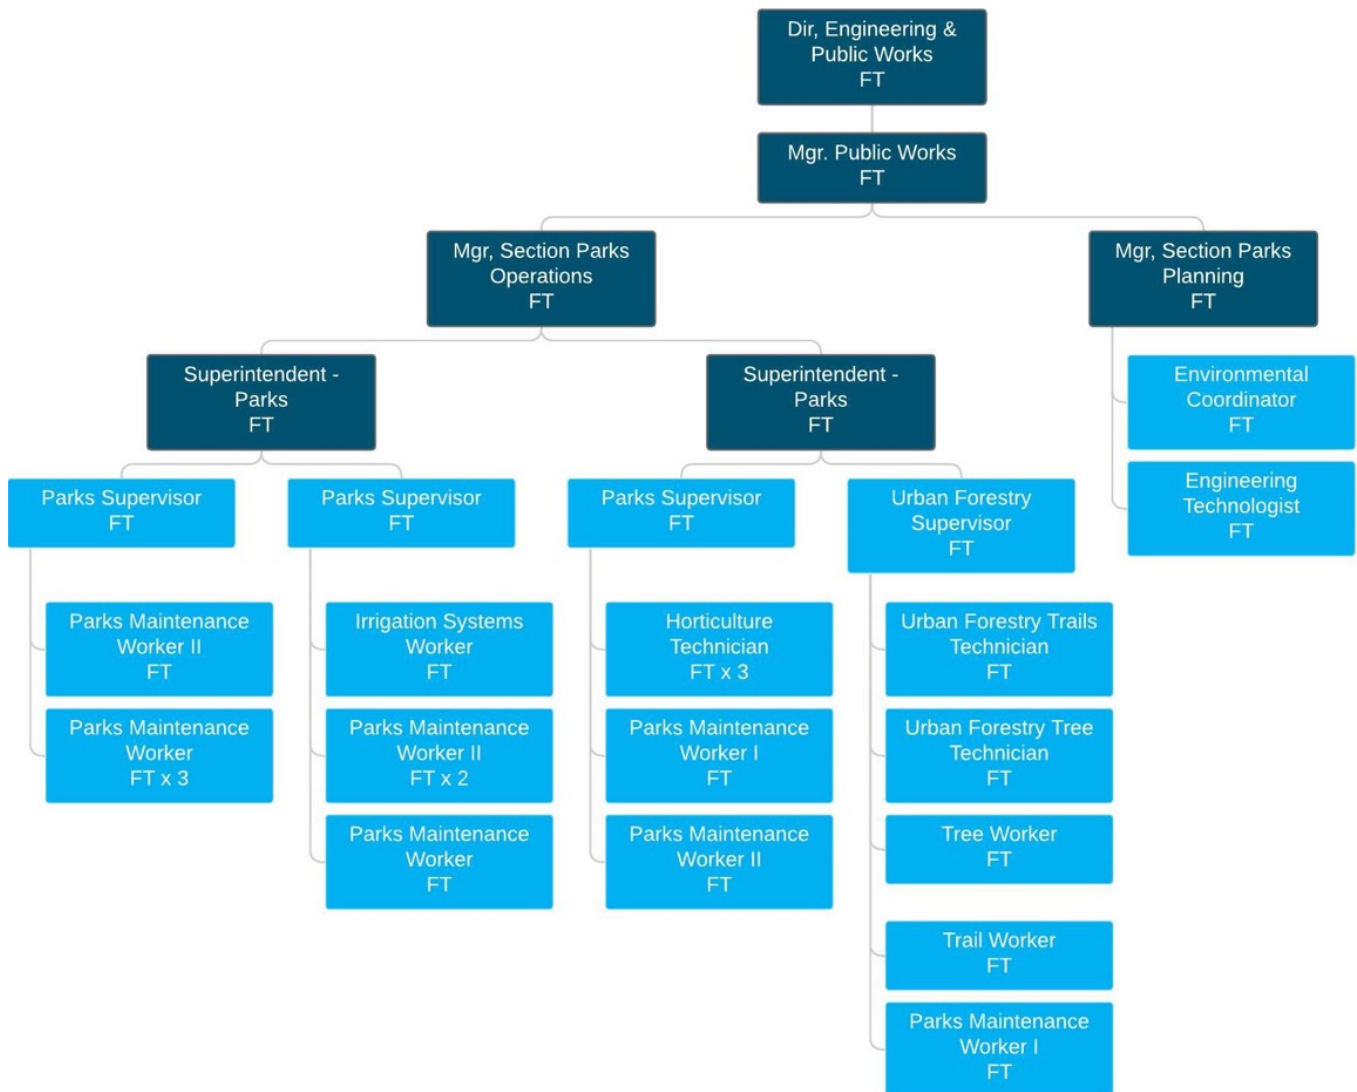 Dir, Engineering &
Public Works
FT
Mgr. Public Works
FT
Mgr, Section Parks
Operations
FT
Mgr, Section Parks
Planning
FT
Superintendent -
Parks
FT
Superintendent -
Parks
FT
Environmental
Coordinator
FT
Engineering
Technologist
FT
Parks Supervisor
FT
Parks Supervisor
FT
Parks Supervisor
FT
Urban Forestry
Supervisor
FT
Parks Maintenance
Worker II
FT
Parks Maintenance
Worker
FT x 3
Irrigation Systems
Worker
FT
Parks Maintenance
Worker II
FT x 2
Parks Maintenance
Worker
FT
Horticulture
Technician
FT x 3
Parks Maintenance
Worker I
FT
Parks Maintenance
Worker II
FT
Urban Forestry Trails
Technician
FT
Urban Forestry Tree
Technician
FT
Tree Worker
FT
Trail Worker
FT
Parks Maintenance
Worker I
FT